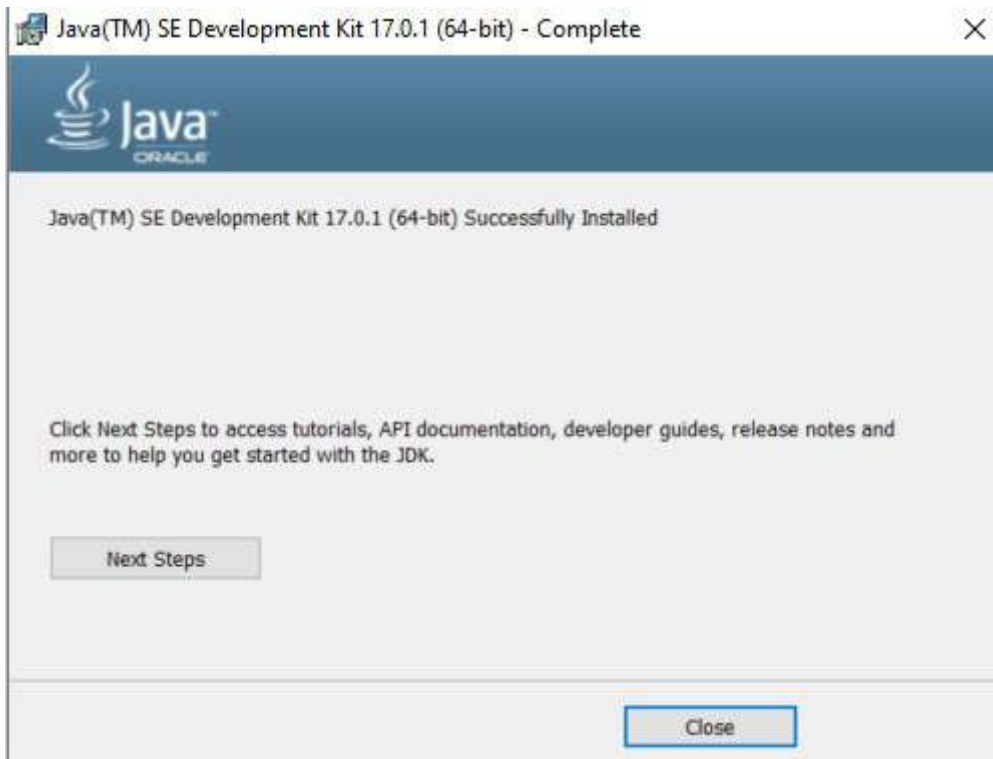 Java(TM) SE Development Kit 17.0.1 (64-bit) - Complete
Java™
ORACLE
Java(TM) SE Development Kit 17.0.1 (64-bit) Successfully Installed
Click Next Steps to access tutorials, API documentation, developer guides, release notes and
more to help you get started with the JDK.
Next Steps
Close